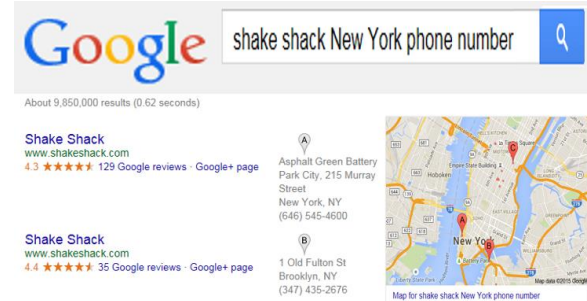 Google
shake shack New York phone number
About 9,850,000 results (0.62 seconds)
Shake Shack
www.shakeshack.com
4.3 ★★★★★ 129 Google reviews · Google+ page
A
Asphalt Green Battery
Park City, 215 Murray
Street
New York, NY
(646) 545-4600
Shake Shack
www.shakeshack.com
4.4 ★★★★★ 35 Google reviews · Google+ page
B
1 Old Fulton St
Brooklyn, NY
(347) 435-2676
Hoboken
Empire State Building
C
A
New York
B
Battery
Map data ©2015 Google
Map for shake shack New York phone number